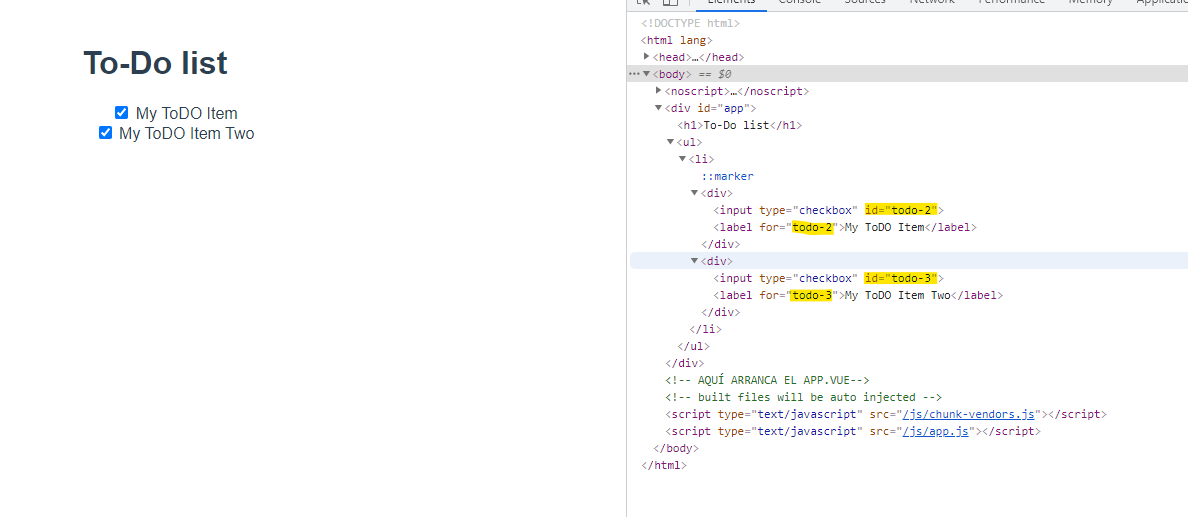 Elements Console Sources Network Performance Memory
To-Do list
My ToDO Item
My ToDO Item Two
<!DOCTYPE html>
<html lang>
<head>…</head>
<body> == $0
<noscript>…</noscript>
<div id="app">
<h1>To-Do list</h1>
<ul>
<li>
::marker
<div>
<input type="checkbox" id="todo-2">
<label for="todo-2">My ToDO Item</label>
</div>
<div>
<input type="checkbox" id="todo-3">
<label for="todo-3">My ToDO Item Two</label>
</div>
</li>
</ul>
</div>
<!-- AQUÍ ARRANCA EL APP.VUE-->
<!-- built files will be auto injected -->
<script type="text/javascript" src="/js/chunk-vendors.js"></script>
<script type="text/javascript" src="/js/app.js"></script>
</body>
</html>